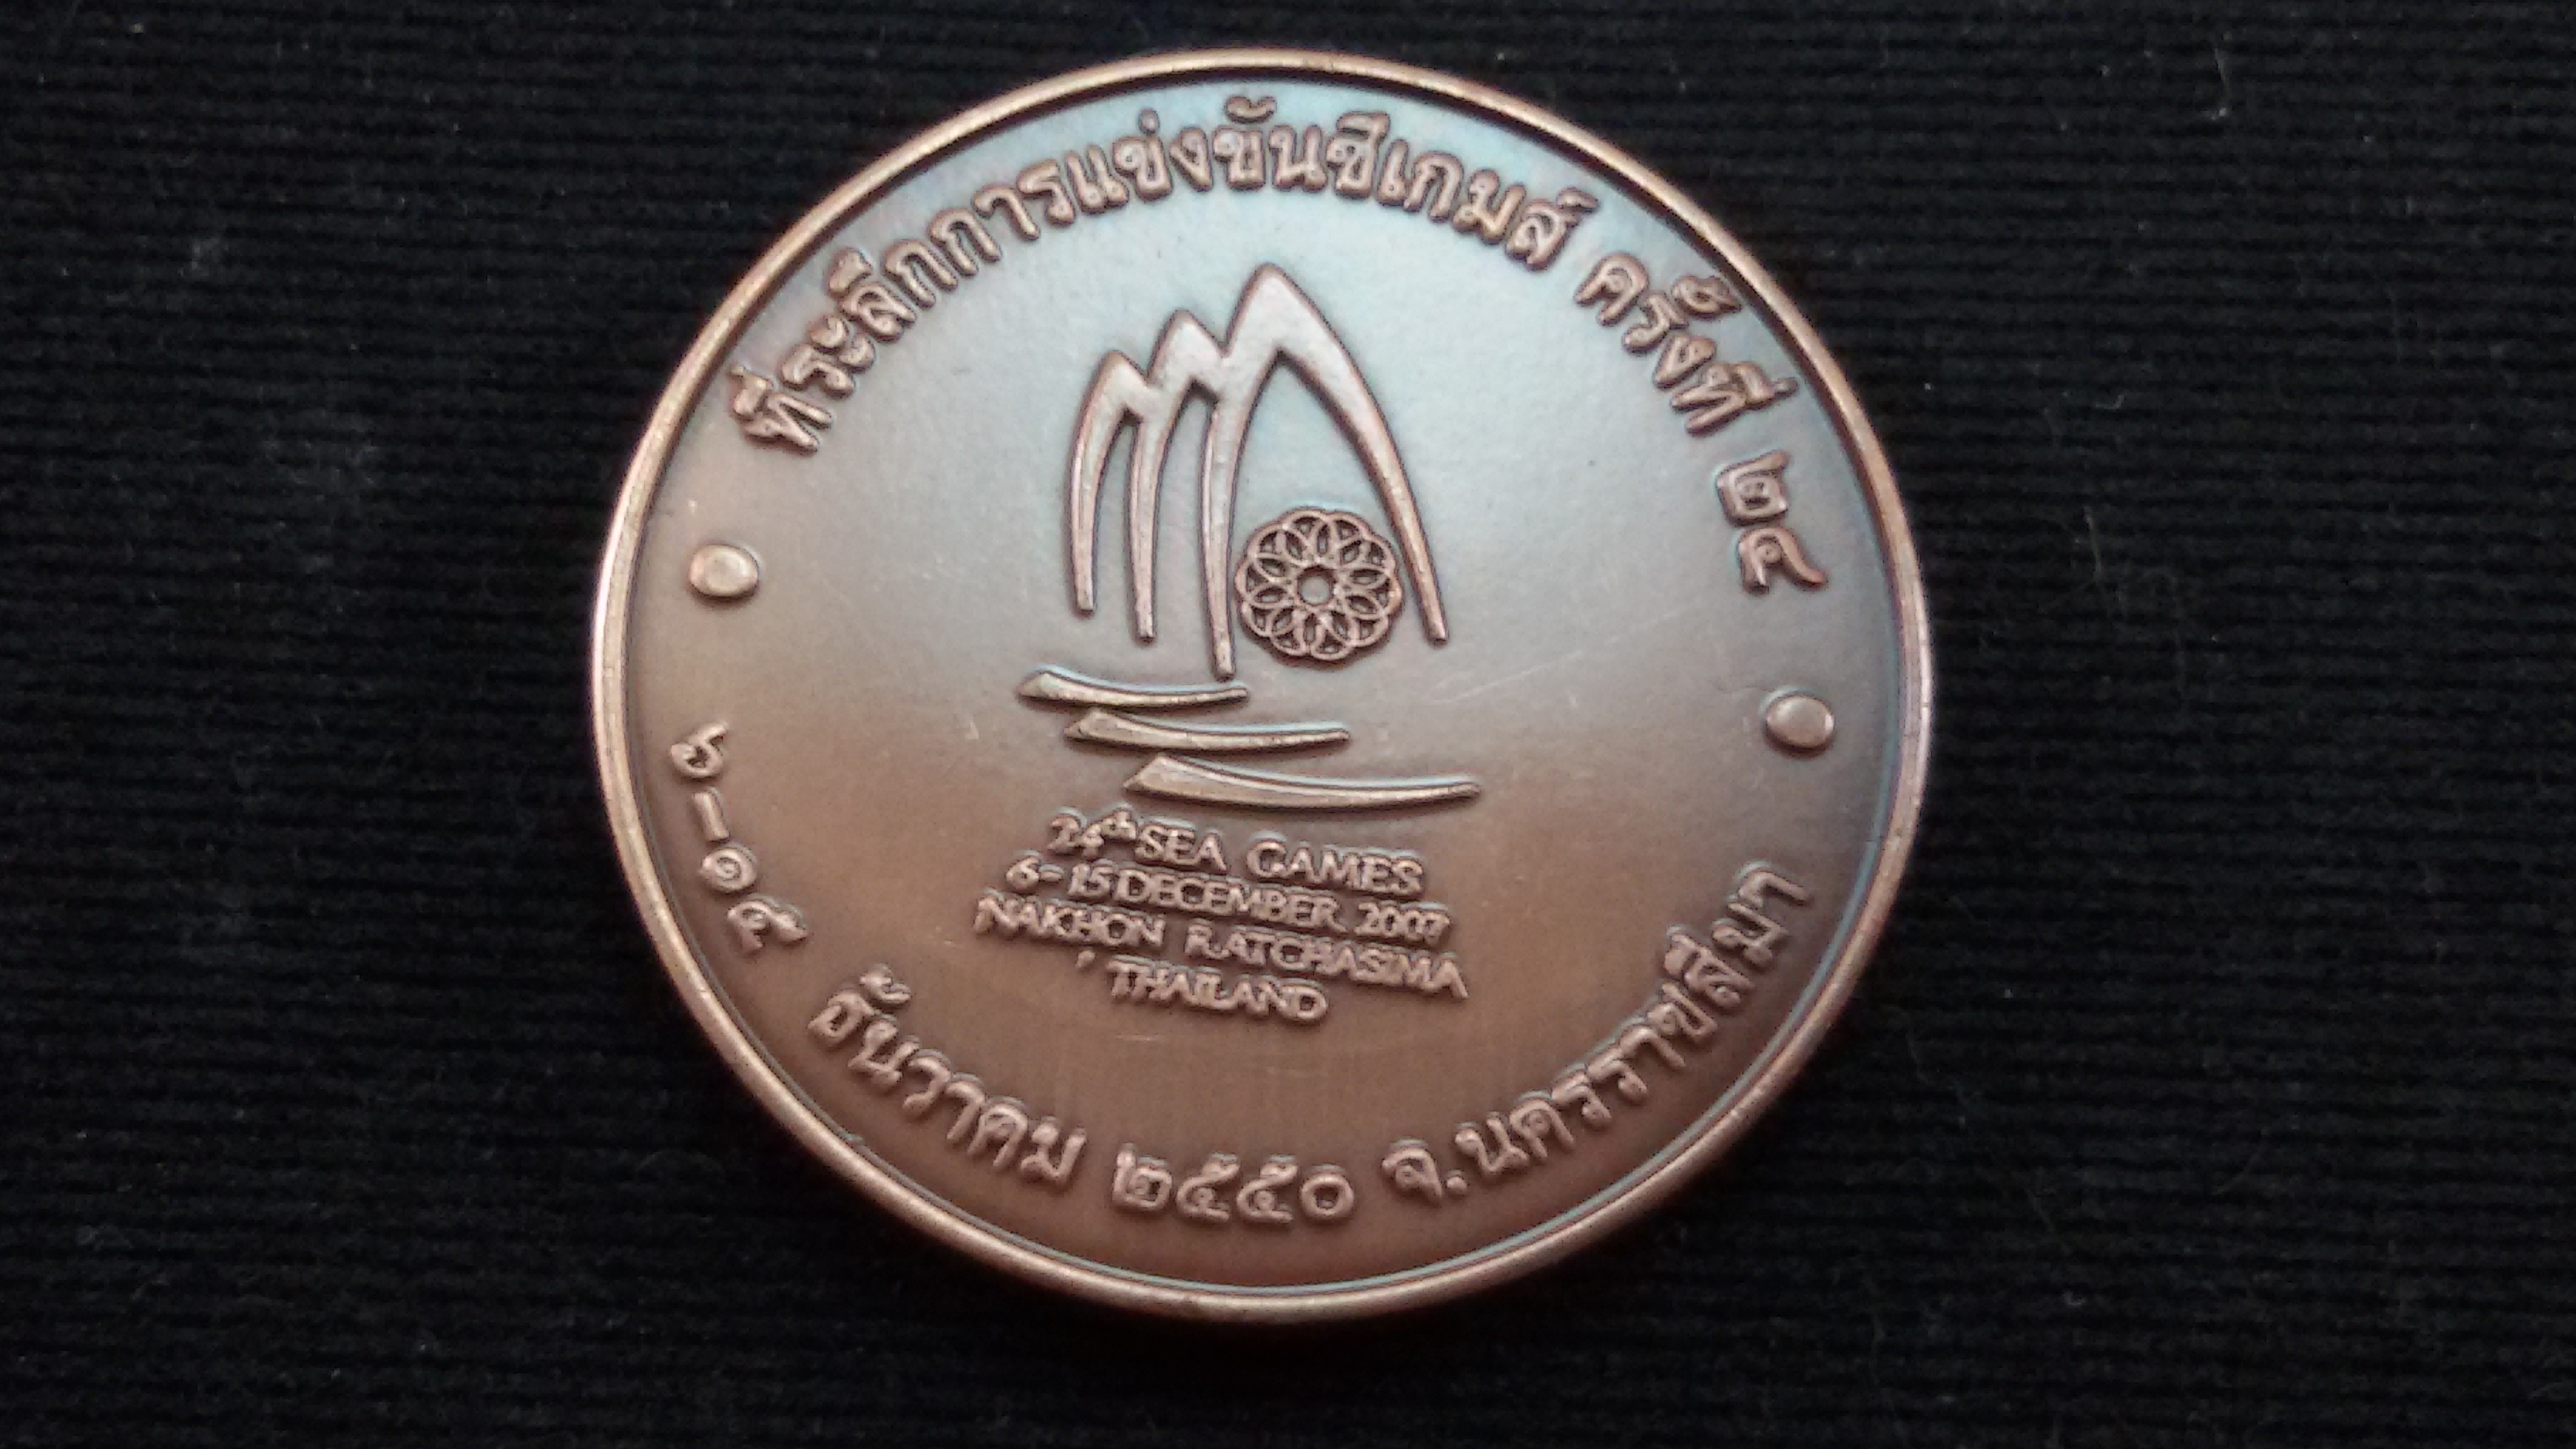 ที่ระลึกการแข่งขันซีเกมส์ ครั้งที่ ๒๔
24th SEA GAMES
6-15 DECEMBER 2007
NAKHON RATCHASIMA
' THAILAND
๖-๑๕ ธันวาคม ๒๕๕๐ จ.นครราชสีมา